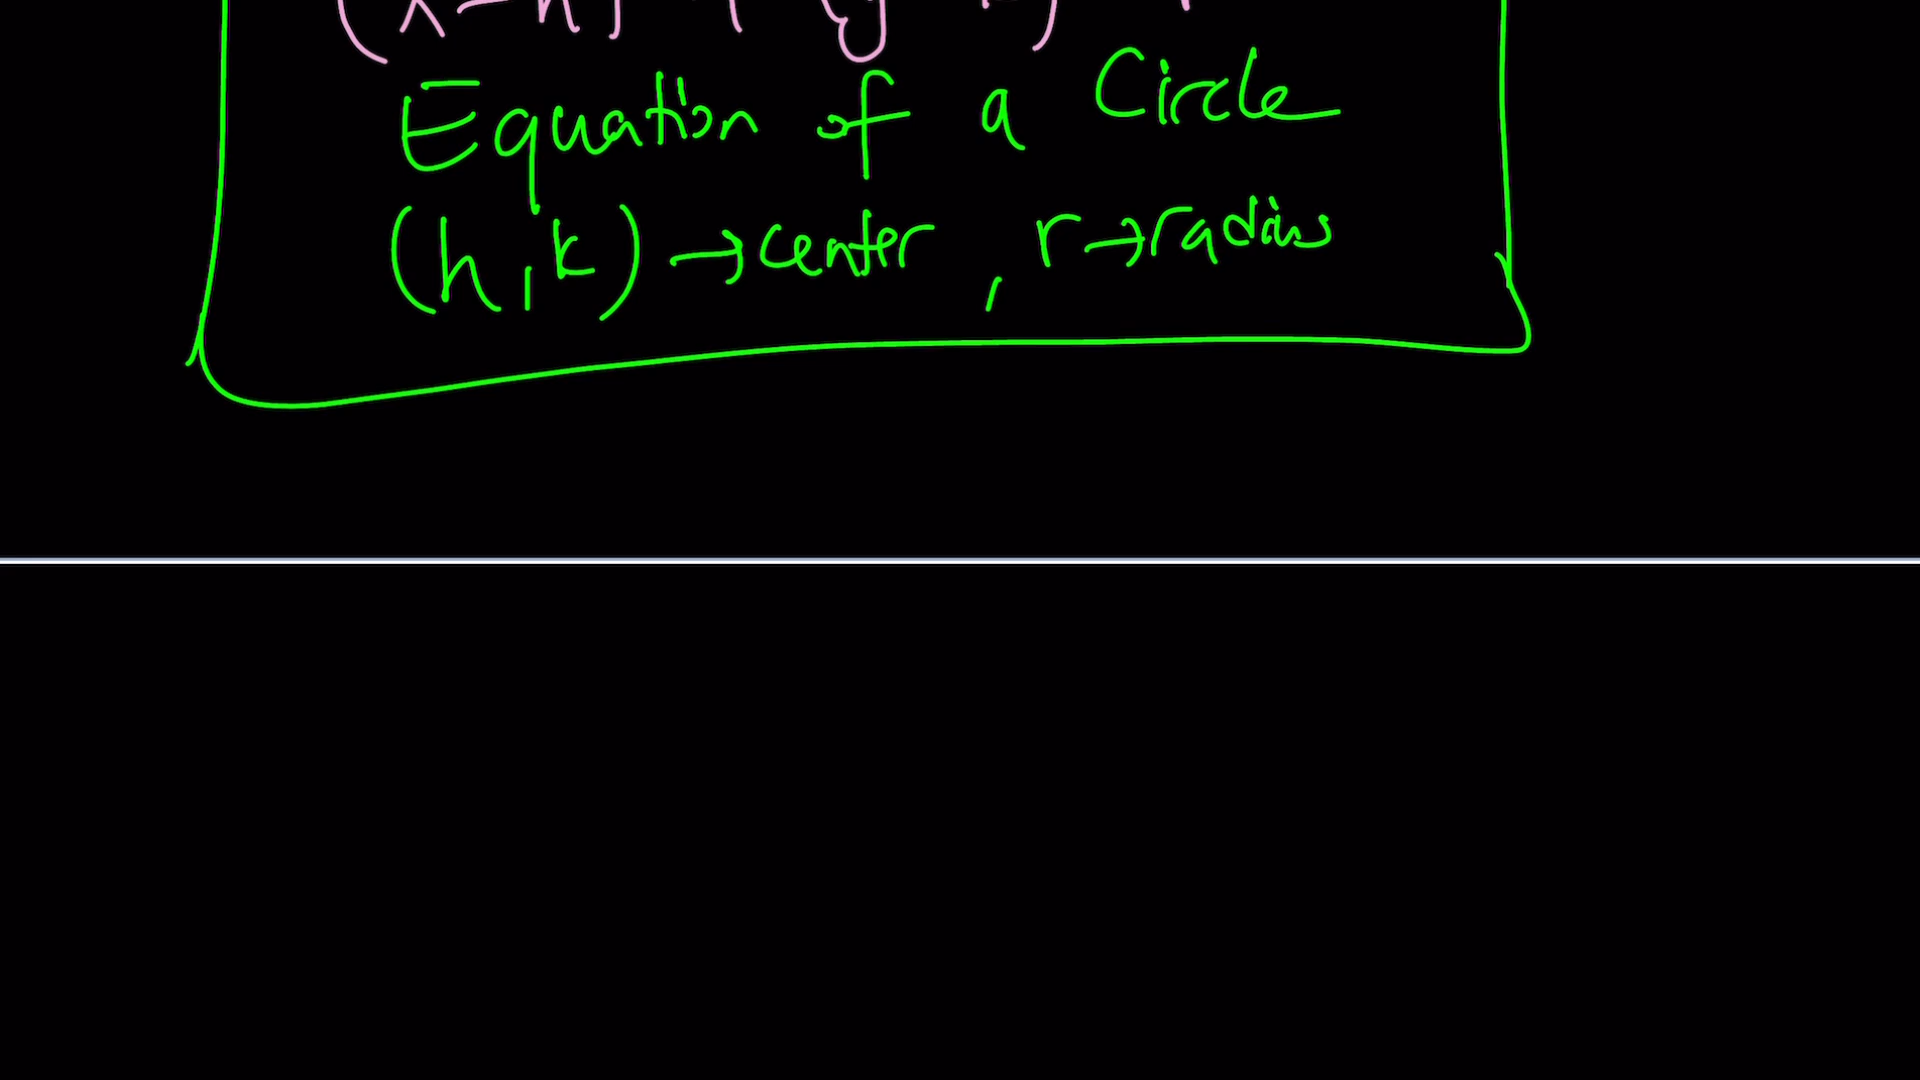 (x-h) + (y
Equation of a Circle
(h,k) → center, r → radius